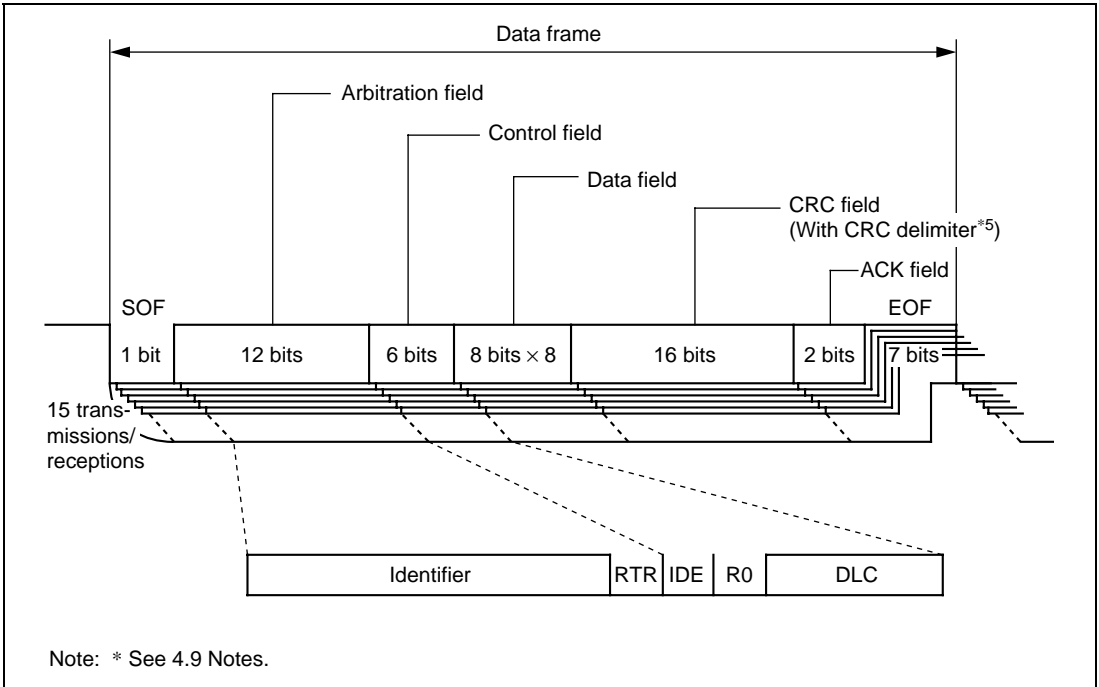 Data frame
Arbitration field
Control field
Data field
CRC field
(With CRC delimiter*5)
ACK field
SOF
EOF
1 bit
12 bits
6 bits
8 bits × 8
16 bits
2 bits
7 bits
15 trans-
missions/
receptions
Identifier
RTR
IDE
R0
DLC
Note: * See 4.9 Notes.